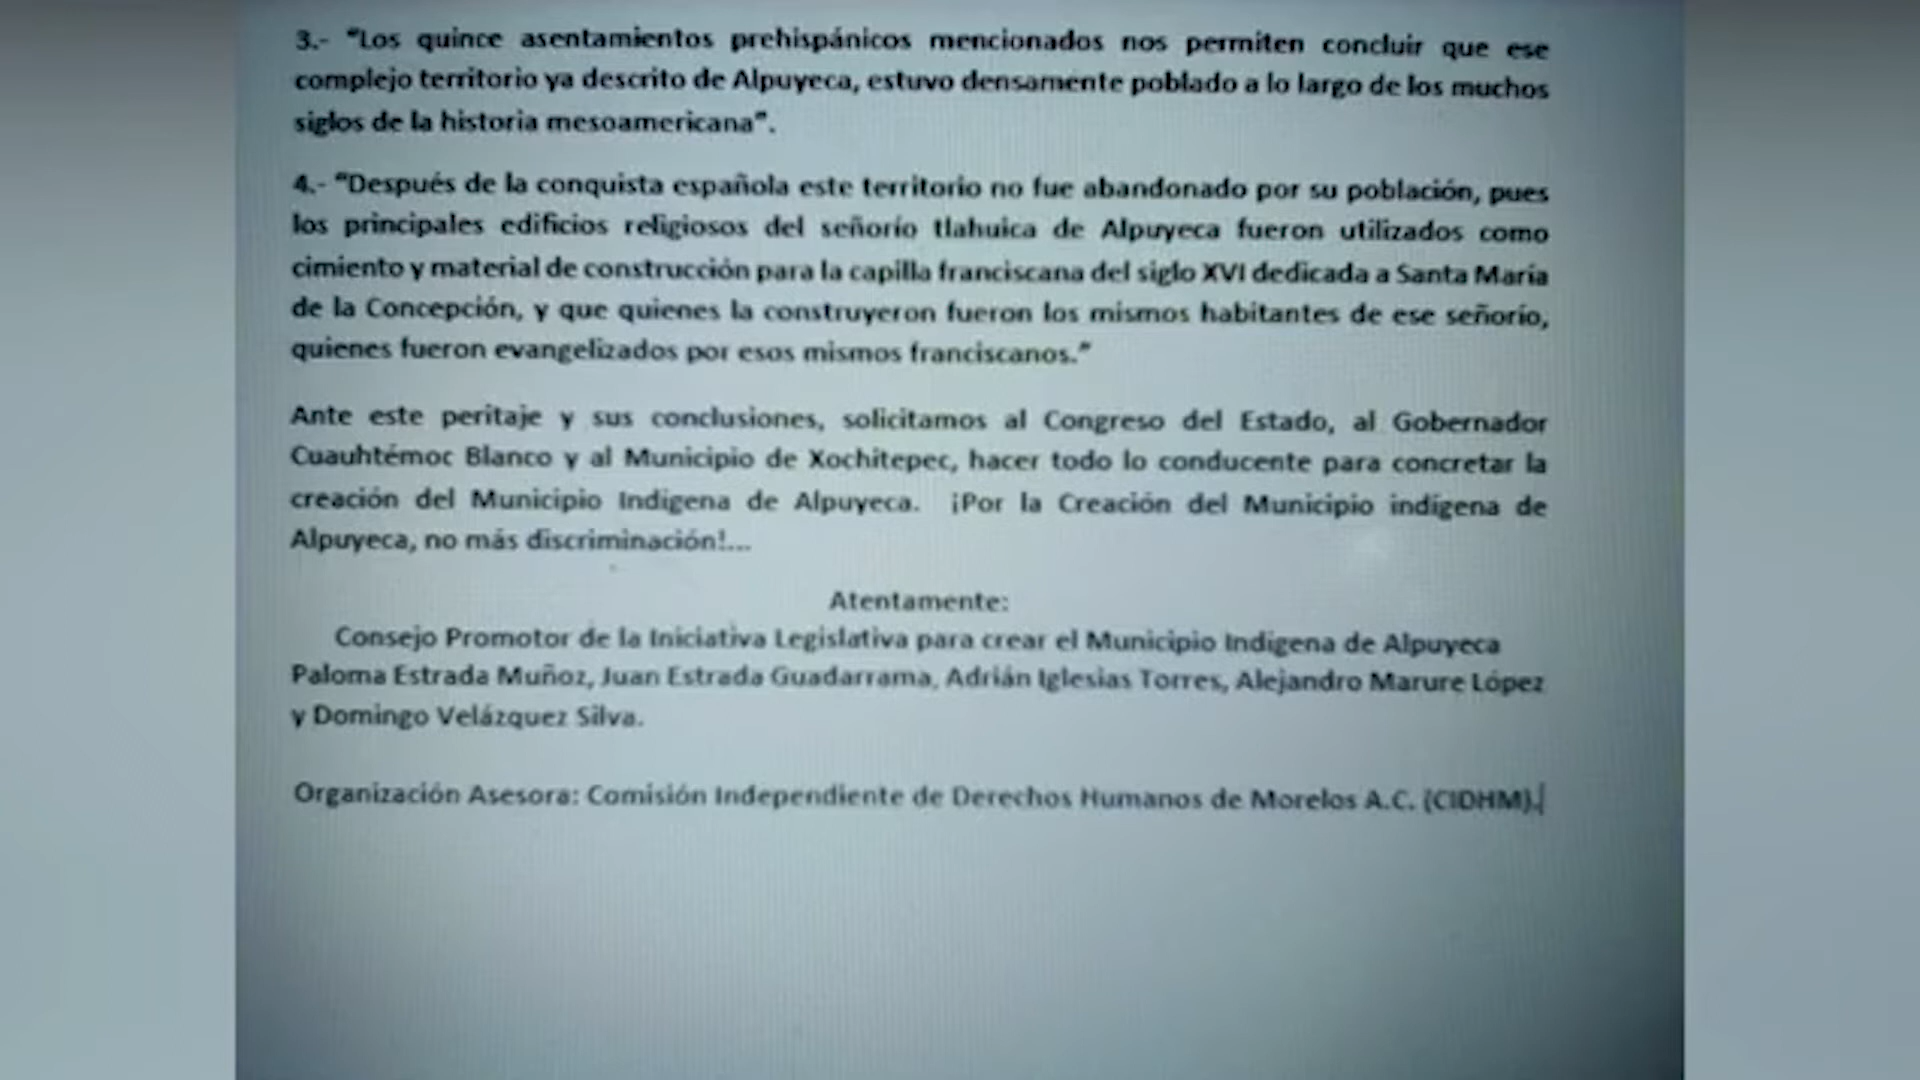 3.- “Los quince asentamientos prehispánicos mencionados nos permiten concluir que ese
complejo territorio ya descrito de Alpuyeca, estuvo densamente poblado a lo largo de los muchos
siglos de la historia mesoamericana”.
4.- “Después de la conquista española este territorio no fue abandonado por su población, pues
los principales edificios religiosos del señorío tlahuica de Alpuyeca fueron utilizados como
cimiento y material de construcción para la capilla franciscana del siglo XVI dedicada a Santa María
de la Concepción, y que quienes la construyeron fueron los mismos habitantes de ese señorío,
quienes fueron evangelizados por esos mismos franciscanos.”
Ante este peritaje y sus conclusiones, solicitamos al Congreso del Estado, al Gobernador
Cuauhtémoc Blanco y al Municipio de Xochitepec, hacer todo lo conducente para concretar la
creación del Municipio Indígena de Alpuyeca. ¡Por la Creación del Municipio indígena de
Alpuyeca, no más discriminación!...
Atentamente:
Consejo Promotor de la Iniciativa Legislativa para crear el Municipio Indígena de Alpuyeca
Paloma Estrada Muñoz, Juan Estrada Guadarrama, Adrián Iglesias Torres, Alejandro Marure López
y Domingo Velázquez Silva.
Organización Asesora: Comisión Independiente de Derechos Humanos de Morelos A.C. (CIDHM).